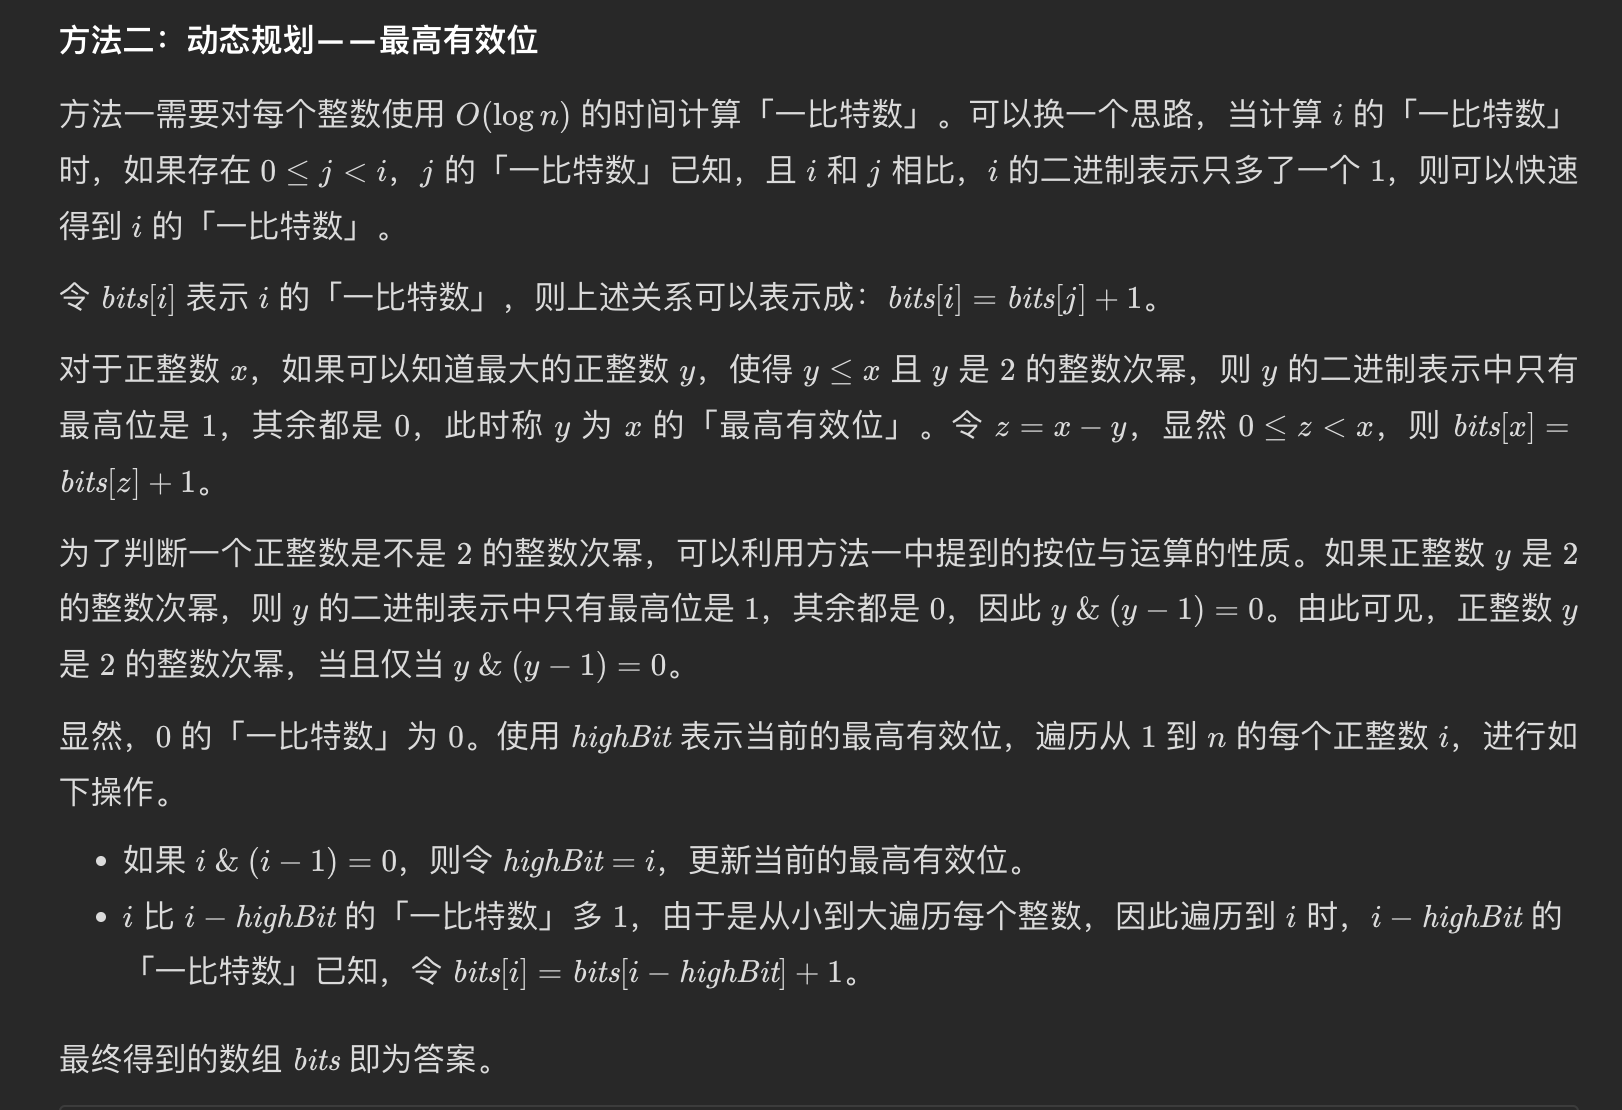 方法二：动态规划——最高有效位
方法一需要对每个整数使用 O(log n) 的时间计算「一比特数」。可以换一个思路，当计算 i 的「一比特数」
时，如果存在 0 ≤ j < i，j 的「一比特数」已知，且 i 和 j 相比，i 的二进制表示只多了一个 1，则可以快速
得到 i 的「一比特数」。
令 bits[i] 表示 i 的「一比特数」，则上述关系可以表示成：bits[i] = bits[j] + 1。
对于正整数 x，如果可以知道最大的正整数 y，使得 y ≤ x 且 y 是 2 的整数次幂，则 y 的二进制表示中只有
最高位是 1，其余都是 0，此时称 y 为 x 的「最高有效位」。令 z = x − y，显然 0 ≤ z < x，则 bits[x] =
bits[z] + 1。
为了判断一个正整数是不是 2 的整数次幂，可以利用方法一中提到的按位与运算的性质。如果正整数 y 是 2
的整数次幂，则 y 的二进制表示中只有最高位是 1，其余都是 0，因此 y & (y − 1) = 0。由此可见，正整数 y
是 2 的整数次幂，当且仅当 y & (y − 1) = 0。
显然，0 的「一比特数」为 0。使用 highBit 表示当前的最高有效位，遍历从 1 到 n 的每个正整数 i，进行如
下操作。
• 如果 i & (i − 1) = 0，则令 highBit = i，更新当前的最高有效位。
• i 比 i − highBit 的「一比特数」多 1，由于是从小到大遍历每个整数，因此遍历到 i 时，i − highBit 的
「一比特数」已知，令 bits[i] = bits[i − highBit] + 1。
最终得到的数组 bits 即为答案。